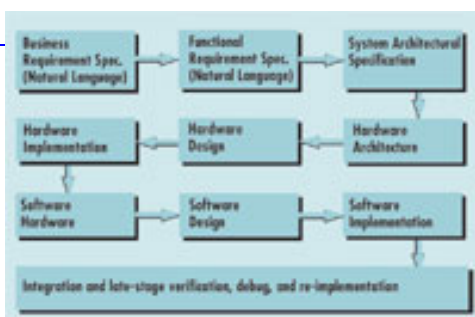 Business
Requirement Spec.
(Natural Language)
Functional
Requirement Spec.
(Natural Language)
System Architectural
Specification
Hardware
Implementation
Hardware
Design
Hardware
Architecture
Software
Hardware
Software
Design
Software
Implementation
Integration and late-stage verification, debug, and re-implementation